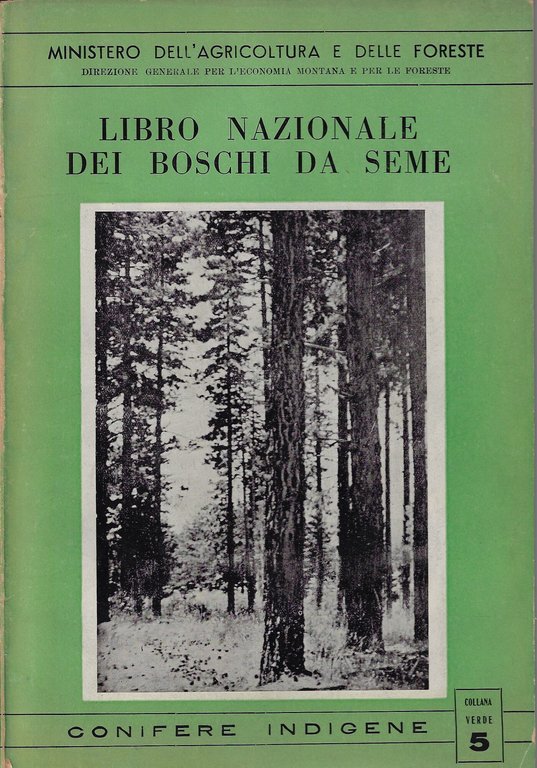 MINISTERO DELL'AGRICOLTURA E DELLE FORESTE
DIREZIONE GENERALE PER L'ECONOMIA MONTANA E PER LE FORESTE
LIBRO NAZIONALE
DEI BOSCHI DA SEME
CONIFERE INDIGENE
COLLANA
VERDE
5